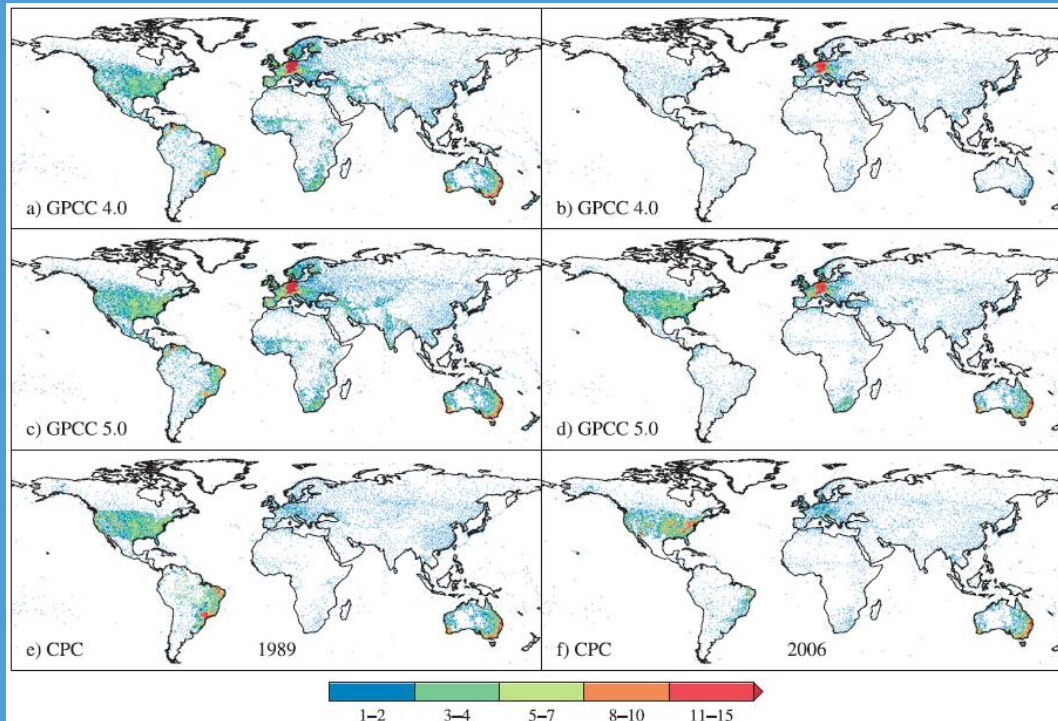 a) GPCC 4.0
b) GPCC 4.0
c) GPCC 5.0
d) GPCC 5.0
e) CPC
1989
f) CPC
2006
1–2
3–4
5–7
8–10
11–15